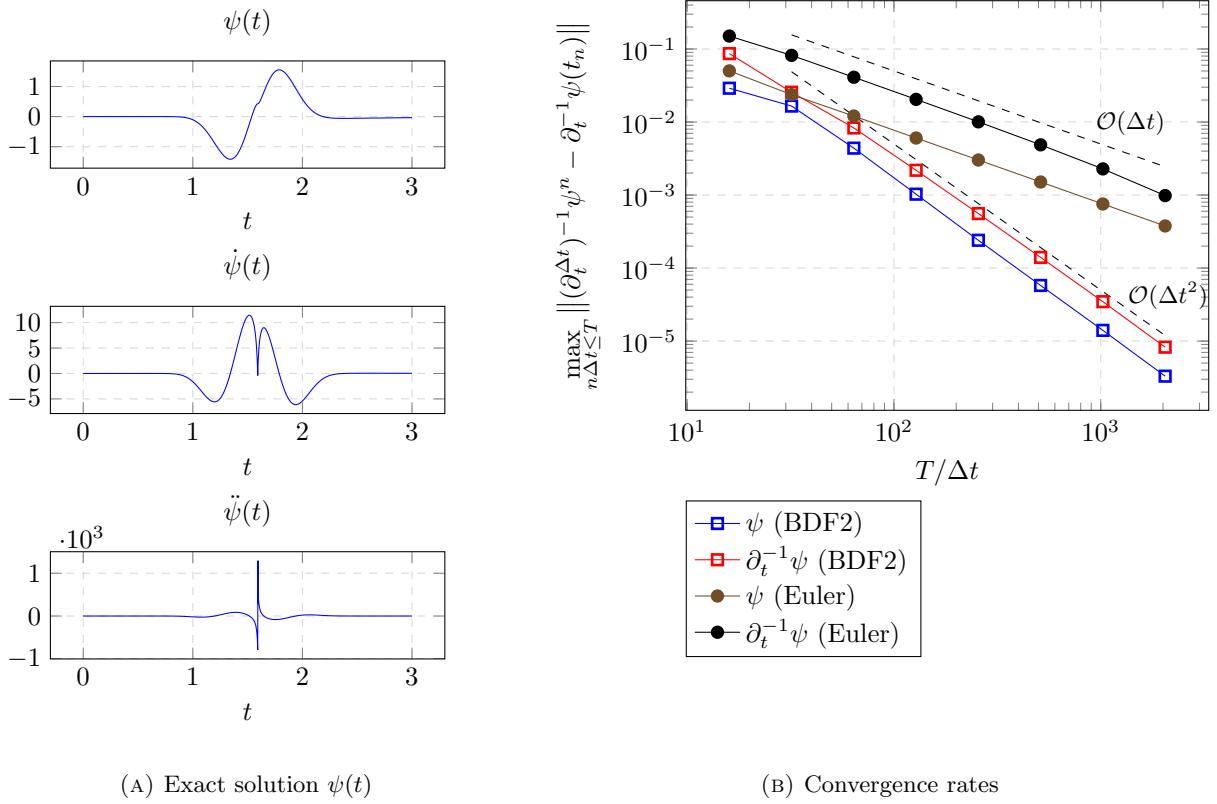 ψ(t)
1
0
−1
0 1 2 3
t
ψ̇(t)
10
5
0
−5
0 1 2 3
t
ψ̈(t)
·10³
1
0
−1
0 1 2 3
t
(A) Exact solution ψ(t)
max_{nΔt≤T} ‖(∂_t^{Δt})^{−1}ψ^n − ∂_t^{−1}ψ(t_n)‖
10⁻¹
10⁻²
10⁻³
10⁻⁴
10⁻⁵
𝒪(Δt)
𝒪(Δt²)
10¹ 10² 10³
T/Δt
ψ (BDF2)
∂_t^{−1}ψ (BDF2)
ψ (Euler)
∂_t^{−1}ψ (Euler)
(B) Convergence rates